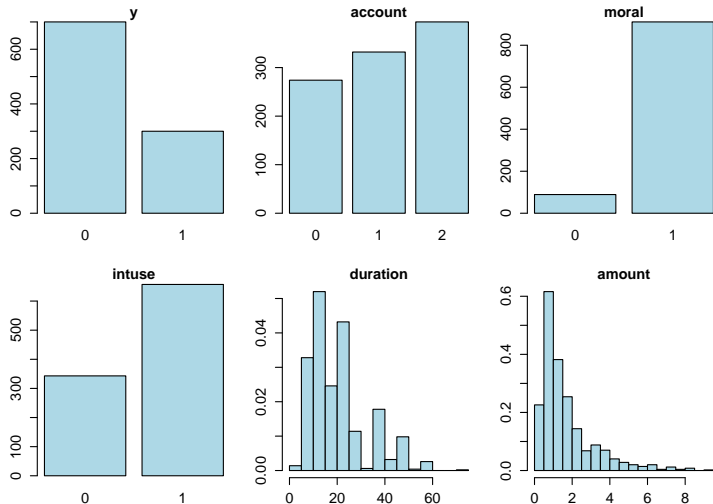 y
0 100 300 600
0 1
account
0 100 200 300
0 1 2
moral
0 200 400 600 800
0 1
intuse
0 100 300 500
0 1
duration
0.00 0.02 0.04
0 20 40 60
amount
0.0 0.2 0.4 0.6
0 2 4 6 8